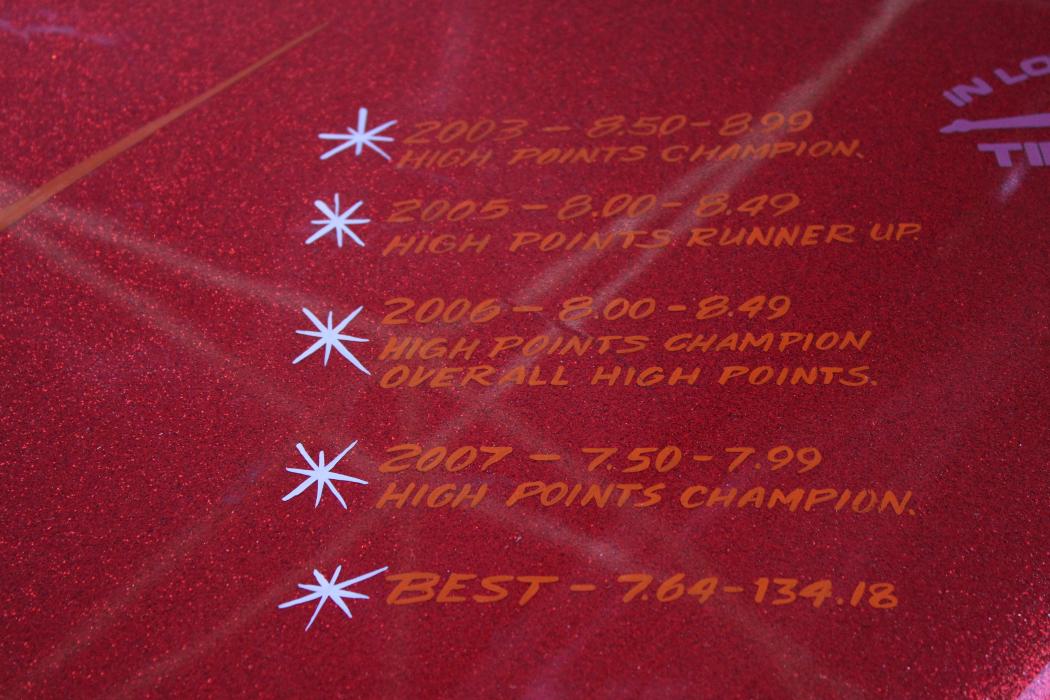 2003 - 8.50 - 8.99
HIGH POINTS CHAMPION.
2005 - 8.00 - 8.49
HIGH POINTS RUNNER UP.
2006 - 8.00 - 8.49
HIGH POINTS CHAMPION
OVERALL HIGH POINTS.
2007 - 7.50 - 7.99
HIGH POINTS CHAMPION.
BEST - 7.64 - 134.18
IN